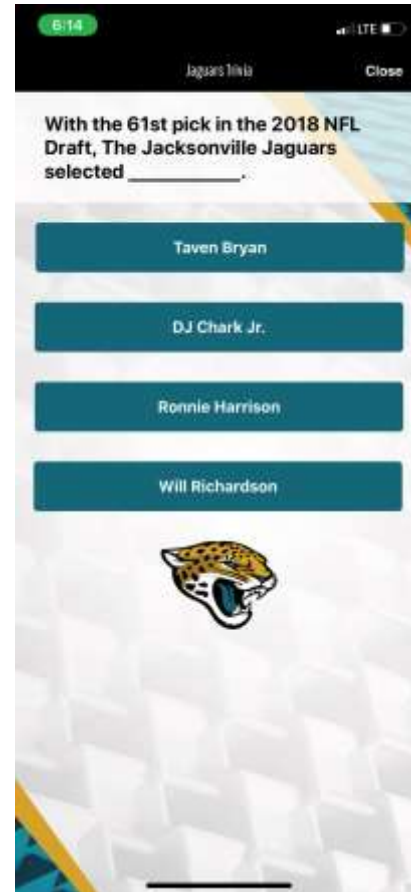 6:14
LTE
Jaguars Trivia
Close
With the 61st pick in the 2018 NFL
Draft, The Jacksonville Jaguars
selected ___________.
Taven Bryan
DJ Chark Jr.
Ronnie Harrison
Will Richardson